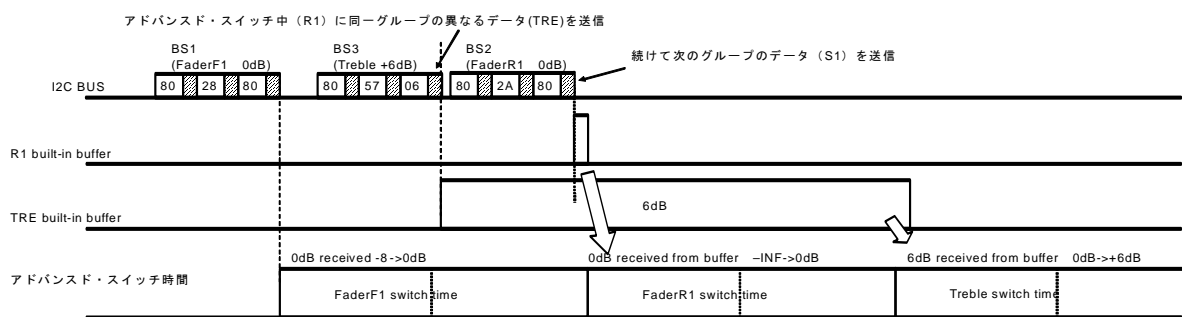 アドバンスド・スイッチ中（R1）に同一グループの異なるデータ(TRE)を送信
BS1
(FaderF1 0dB)
BS3
(Treble +6dB)
BS2
(FaderR1 0dB)
続けて次のグループのデータ（S1）を送信
I2C BUS
80 28 80
80 57 06
80 2A 80
R1 built-in buffer
6dB
TRE built-in buffer
0dB received -8->0dB
0dB received from buffer –INF->0dB
6dB received from buffer 0dB->+6dB
アドバンスド・スイッチ時間
FaderF1 switch time
FaderR1 switch time
Treble switch time